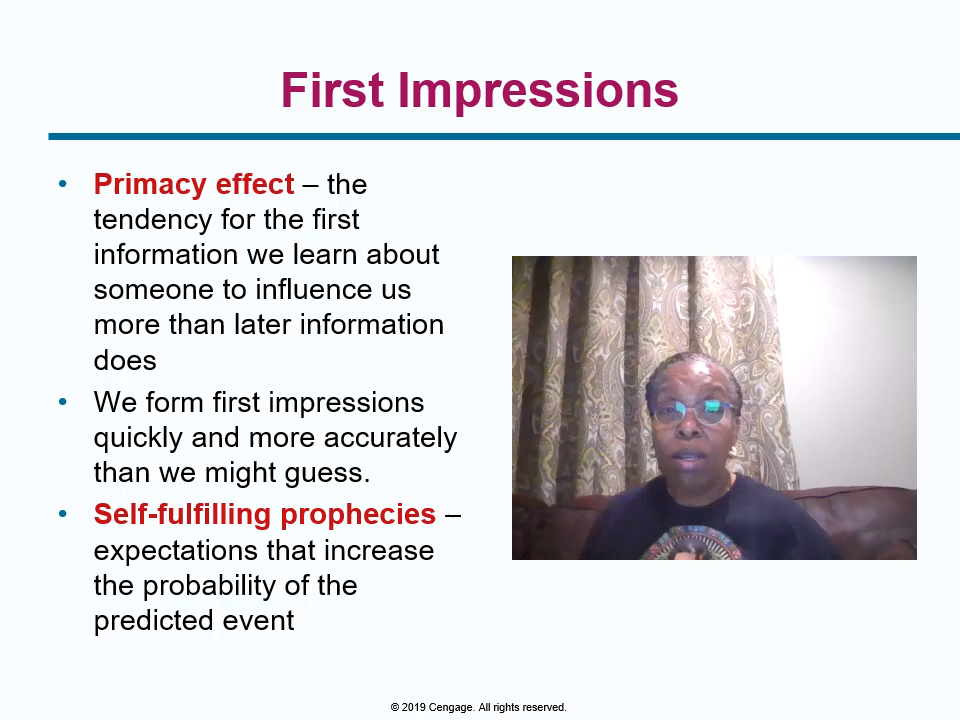 First Impressions
• Primacy effect – the
tendency for the first
information we learn about
someone to influence us
more than later information
does
• We form first impressions
quickly and more accurately
than we might guess.
• Self-fulfilling prophecies –
expectations that increase
the probability of the
predicted event
© 2019 Cengage. All rights reserved.